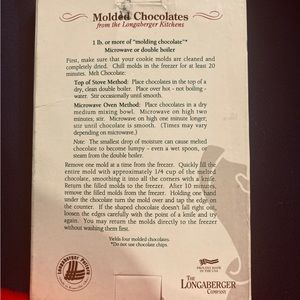 Molded Chocolates
from the Longaberger Kitchens
1 lb. or more of "molding chocolate"*
Microwave or double boiler
First, make sure that your cookie molds are cleaned and
completely dried. Chill molds in the freezer for at least 20
minutes. Melt Chocolate:
Top of Stove Method: Place chocolates in the top of a
dry, clean double boiler. Place over hot - not boiling -
water. Stir occasionally until smooth.
Microwave Oven Method: Place chocolates in a dry
medium mixing bowl. Microwave on high for two
minutes; stir. Microwave on high one minute longer;
stir until chocolate is smooth. (Times may vary
depending on microwave.)
Note: The smallest drop of moisture can cause melted
chocolate to become lumpy - even a wet spoon, or
steam from the double boiler.
Remove one mold at a time from the freezer. Quickly fill the
entire mold with approximately 1/4 cup of the melted
chocolate, smoothing it into all the corners with a knife.
Return the filled molds to the freezer. After 10 minutes,
remove the filled molds from the freezer. Holding one hand
under the chocolate turn the mold over and tap the edge on
the counter. If the shaped chocolate doesn't fall right out,
loosen the edges carefully with the point of a knife and try
again. You may return the molds directly to the freezer
without washing them first.
Yields four molded chocolates.
*Do not use chocolate chips.
Longaberger Pottery
PROUDLY MADE
IN THE U.S.A.
THE
LONGABERGER
COMPANY